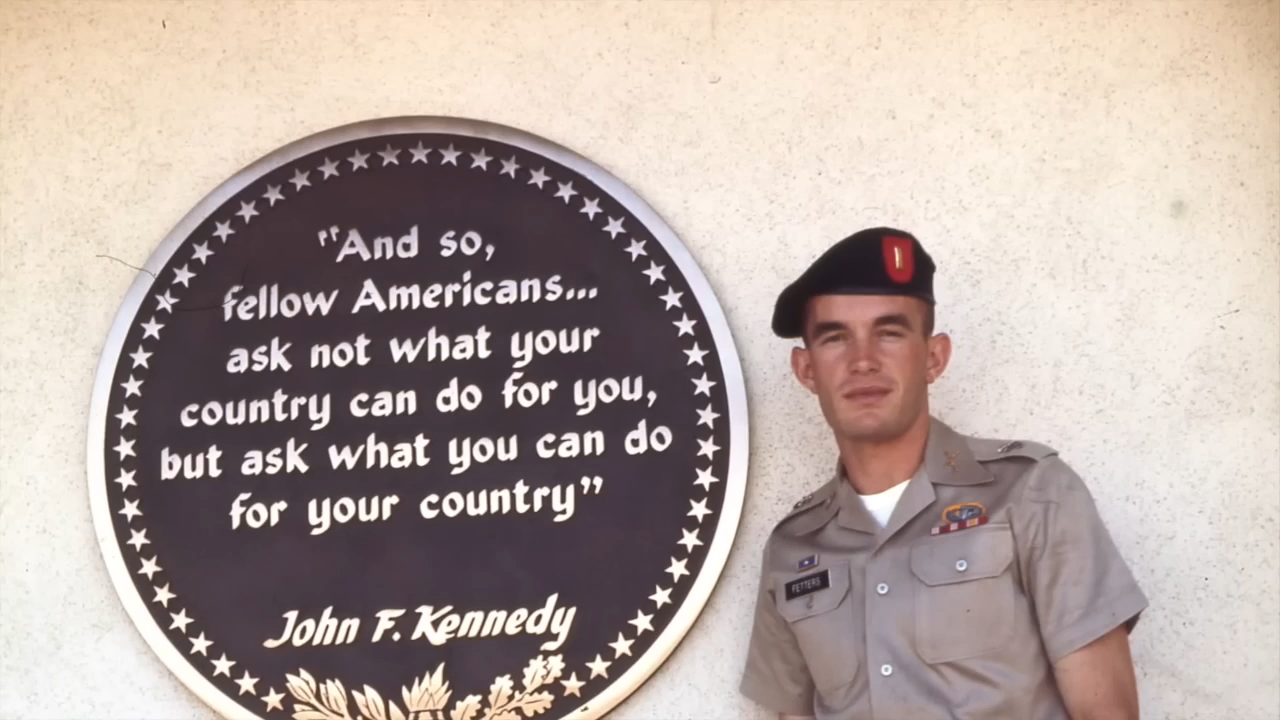 "And so,
fellow Americans...
ask not what your
country can do for you,
but ask what you can do
for your country"
John F. Kennedy
FETTERS